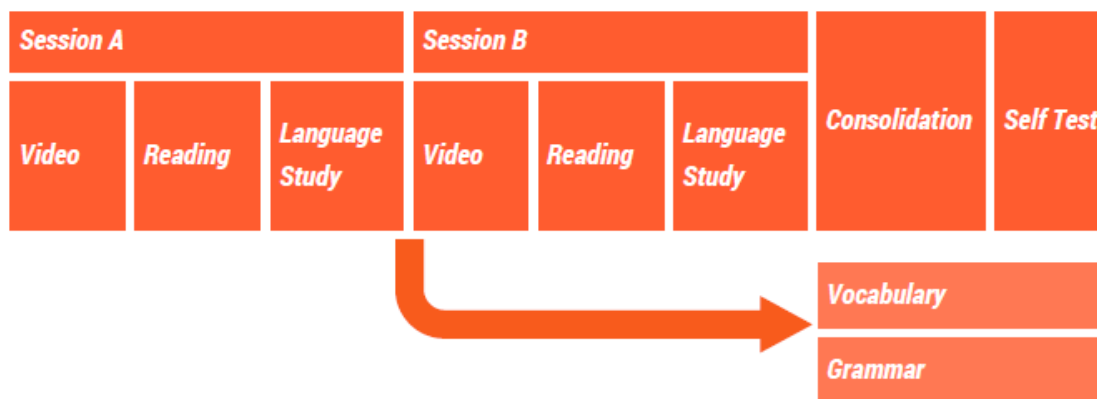 Session A
Session B
Video
Reading
Language
Study
Video
Reading
Language
Study
Consolidation
Self Test
Vocabulary
Grammar